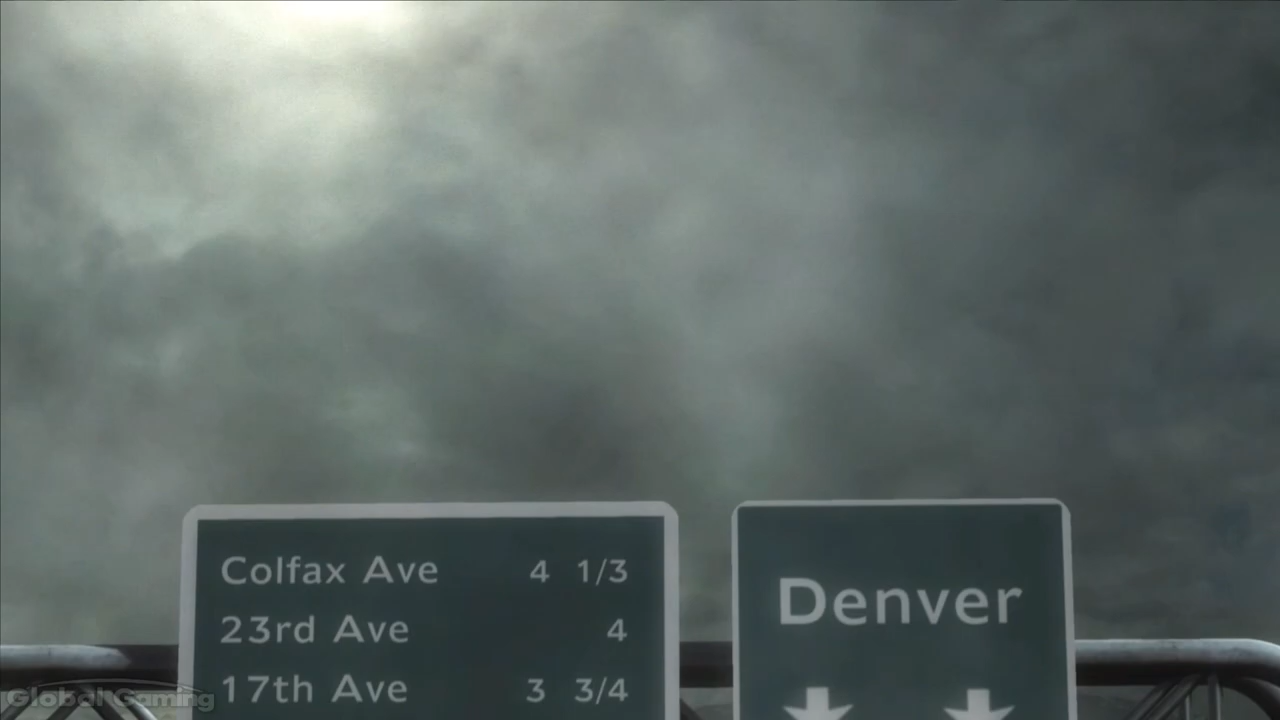 Colfax Ave 4 1/3
23rd Ave 4
17th Ave 3 3/4
Denver
Global Gaming